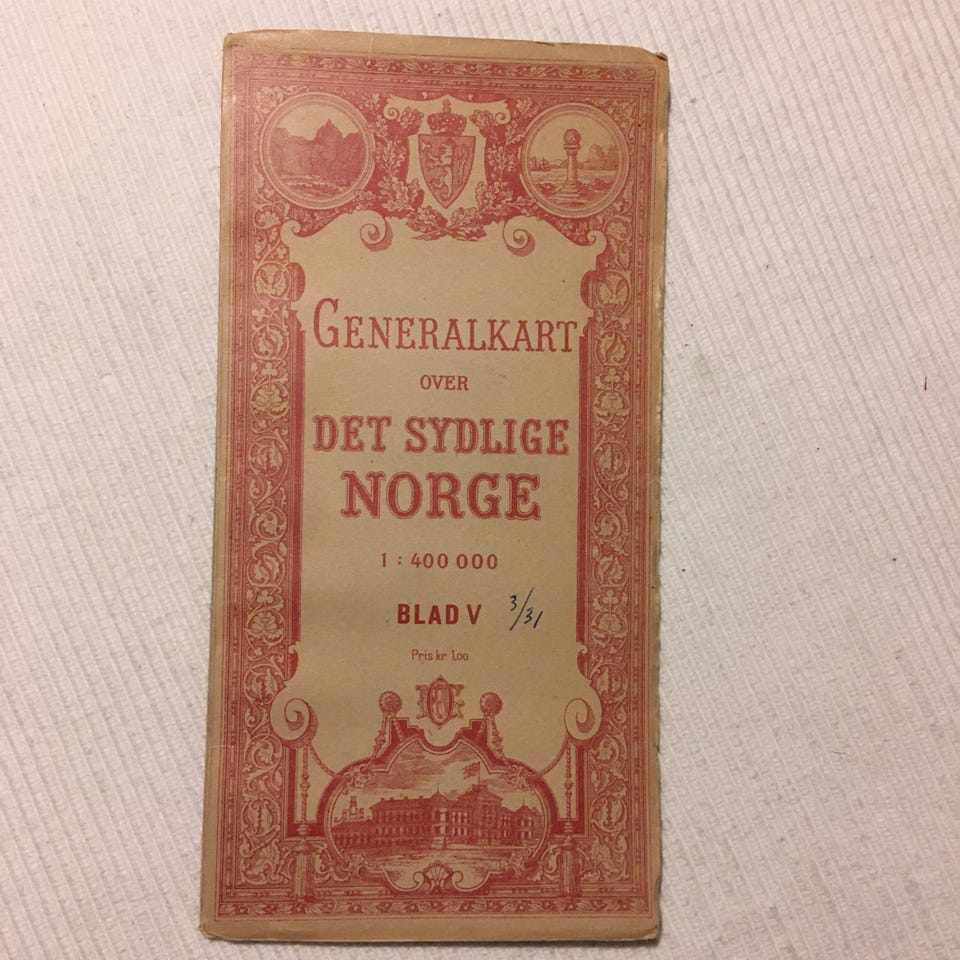 GENERALKART
OVER
DET SYDLIGE
NORGE
1 : 400 000
BLAD V 3/31
Pris kr. 1.00